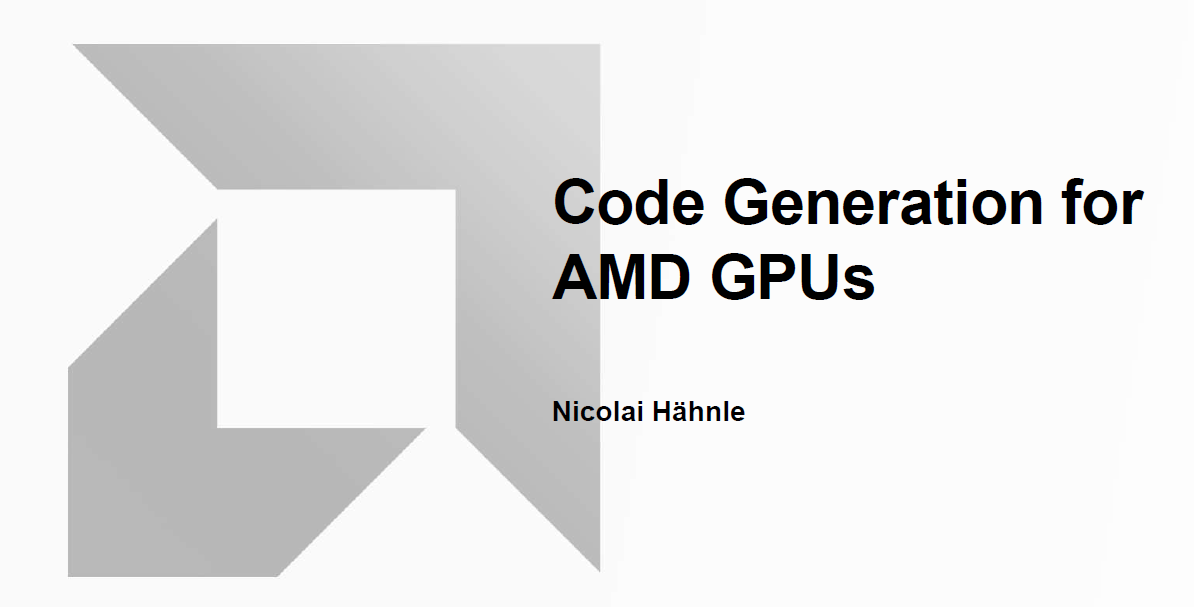 Code Generation for
AMD GPUs
Nicolai Hähnle